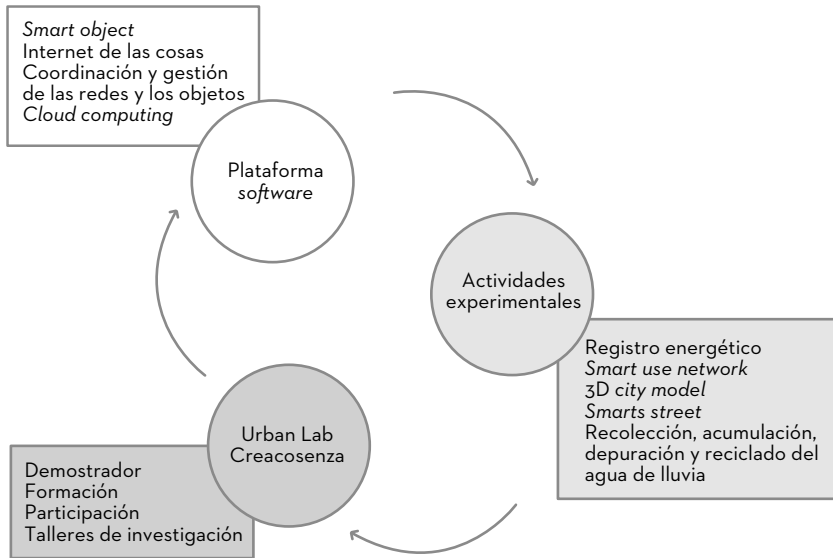 Smart object
Internet de las cosas
Coordinación y gestión
de las redes y los objetos
Cloud computing
Plataforma
software
Actividades
experimentales
Registro energético
Smart use network
3D city model
Smarts street
Recolección, acumulación,
depuración y reciclado del
agua de lluvia
Urban Lab
Creacosenza
Demostrador
Formación
Participación
Talleres de investigación